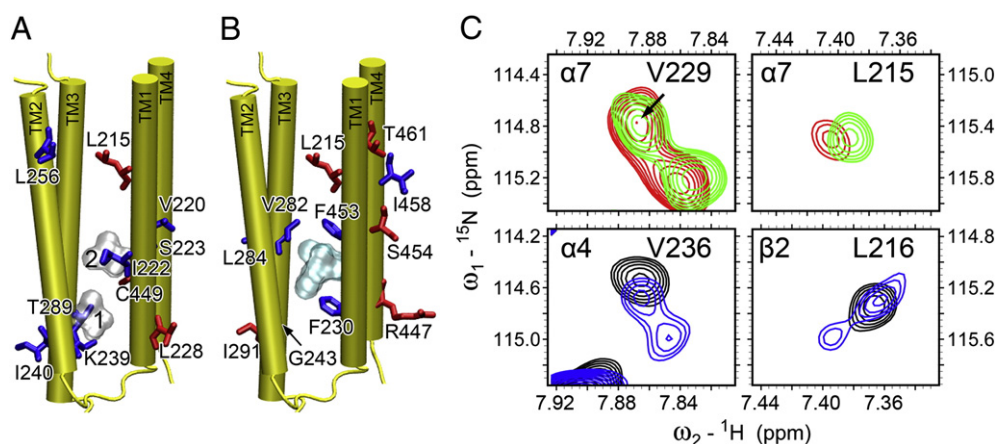 A
TM2
TM3
TM1
TM4
L256
L215
V220
S223
2
I222
C449
T289
1
L228
K239
I240
B
TM2
TM3
TM1
TM4
T461
L215
I458
V282
F453
L284
S454
F230
R447
I291
G243
C
7.92 7.88 7.84
7.44 7.40 7.36
114.4
114.8
115.2
α7 V229
α7 L215
115.0
115.4
115.8
114.2
114.6
115.0
α4 V236
β2 L216
114.8
115.2
115.6
7.92 7.88 7.84
7.44 7.40 7.36
ω1 - 15N (ppm)
ω2 - 1H (ppm)